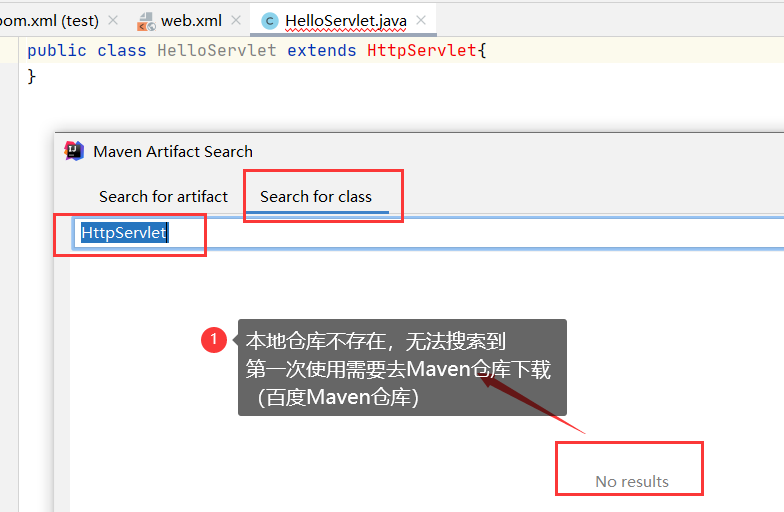 pom.xml (test) × web.xml × HelloServlet.java ×
public class HelloServlet extends HttpServlet{
}
Maven Artifact Search
Search for artifact Search for class
HttpServlet
1
本地仓库不存在，无法搜索到
第一次使用需要去Maven仓库下载
（百度Maven仓库）
No results